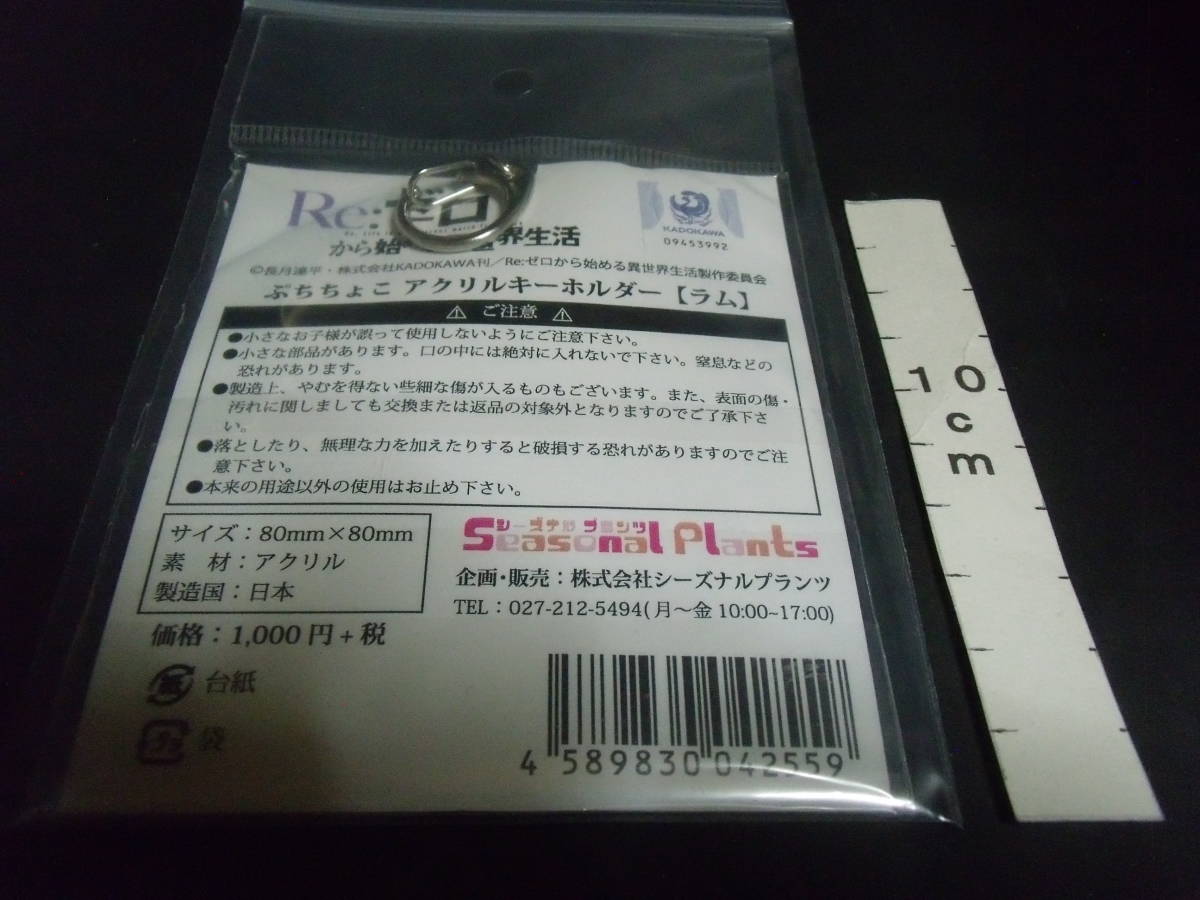 Re:ゼロ
から始 界生活
KADOKAWA
09453992
©長月達平・株式会社KADOKAWA刊／Re:ゼロから始める異世界生活製作委員会
ぷちちょこ アクリルキーホルダー【ラム】
⚠ ご注意 ⚠
●小さなお子様が誤って使用しないようにご注意下さい。
●小さな部品があります。口の中には絶対に入れないで下さい。窒息などの
恐れがあります。
●製造上、やむを得ない些細な傷が入るものもございます。また、表面の傷・
汚れに関しましても交換または返品の対象外となりますのでご了承下さ
い。
●落としたり、無理な力を加えたりすると破損する恐れがありますのでご注
意下さい。
●本来の用途以外の使用はお止め下さい。
サイズ：80mm×80mm
素　材：アクリル
製造国：日本
シーズナル プランツ
Seasonal Plants
企画・販売：株式会社シーズナルプランツ
TEL：027-212-5494(月〜金 10:00~17:00)
価格：1,000円+税
紙 台紙
プラ 袋
4 589830 042559
10
cm